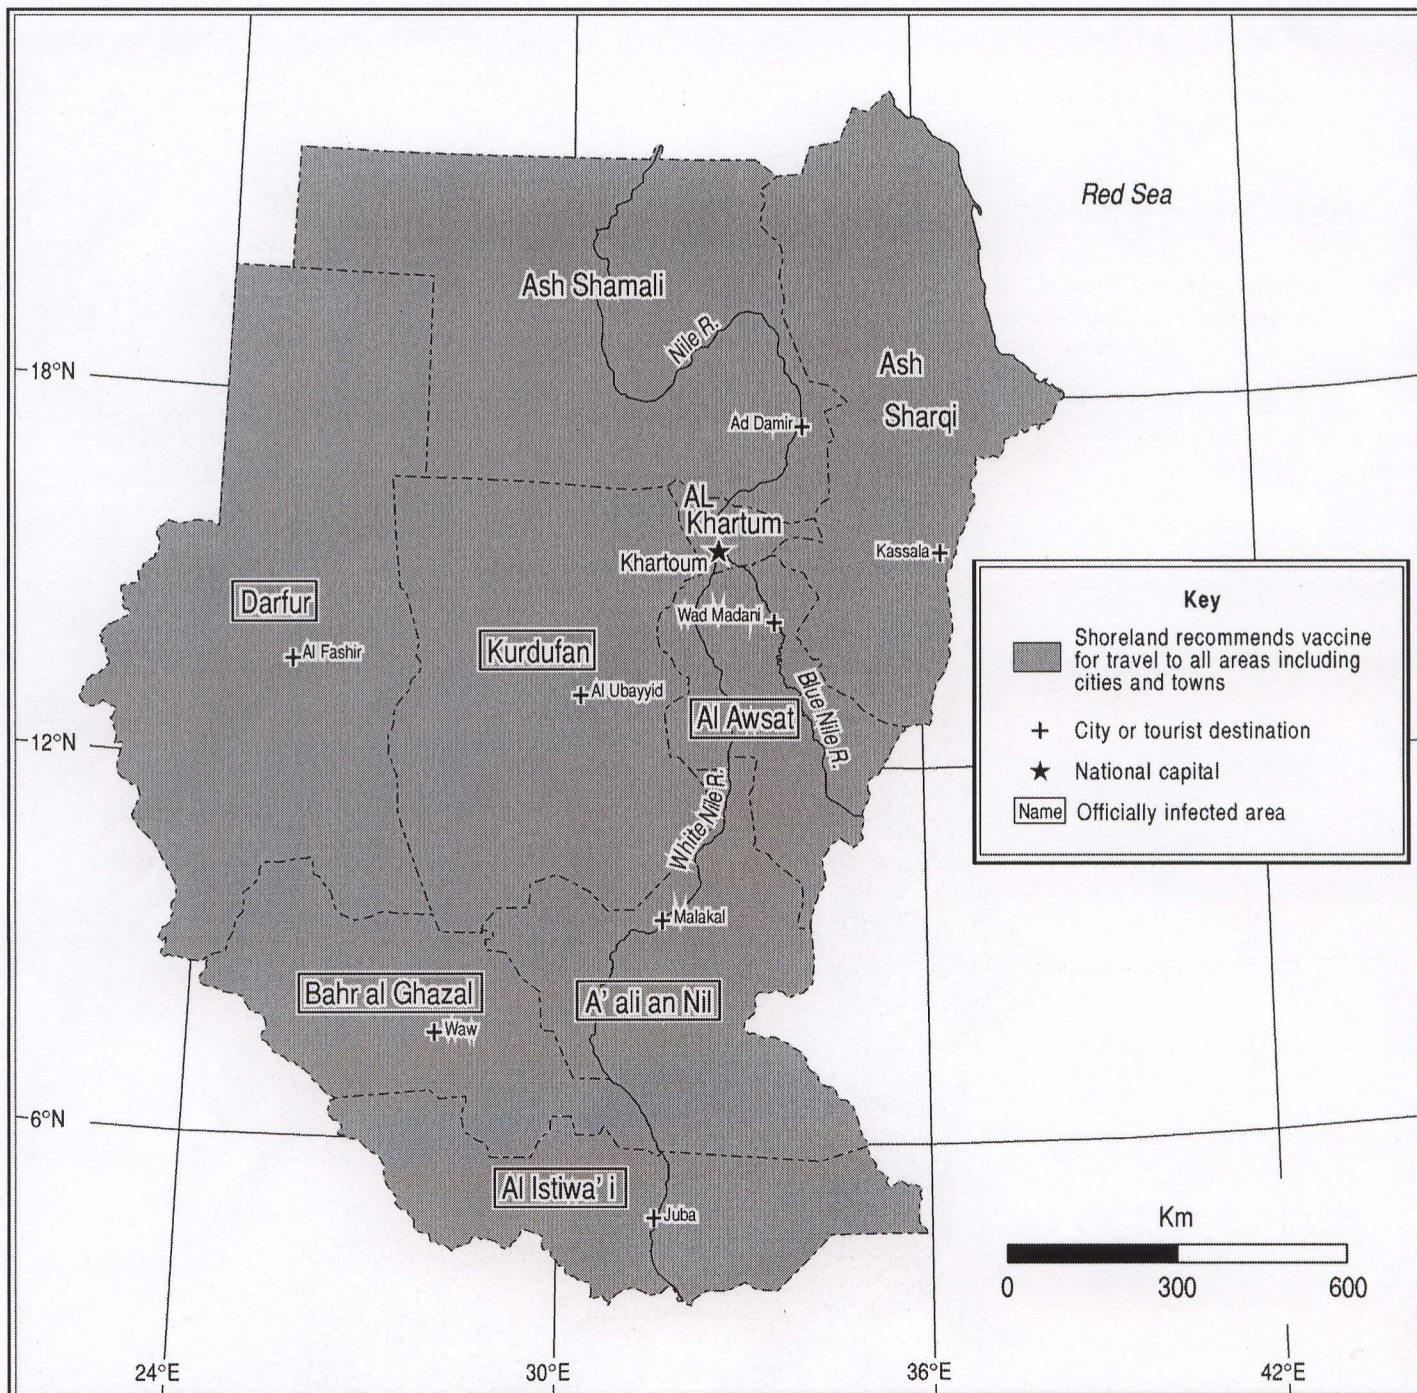 Red Sea
Ash Shamali
Nile R.
18°N
Ash
Sharqi
Ad Damir
AL
Khartum
Khartoum
Kassala
Key
Shoreland recommends vaccine
for travel to all areas including
cities and towns
City or tourist destination
National capital
Name Officially infected area
Darfur
Al Fashir
Wad Madani
Kurdufan
Al Ubayyid
Blue Nile R.
Al Awsat
12°N
White Nile R.
Malakal
Bahr al Ghazal
A' ali an Nil
Waw
6°N
Al Istiwa' i
Juba
Km
0 300 600
24°E 30°E 36°E 42°E